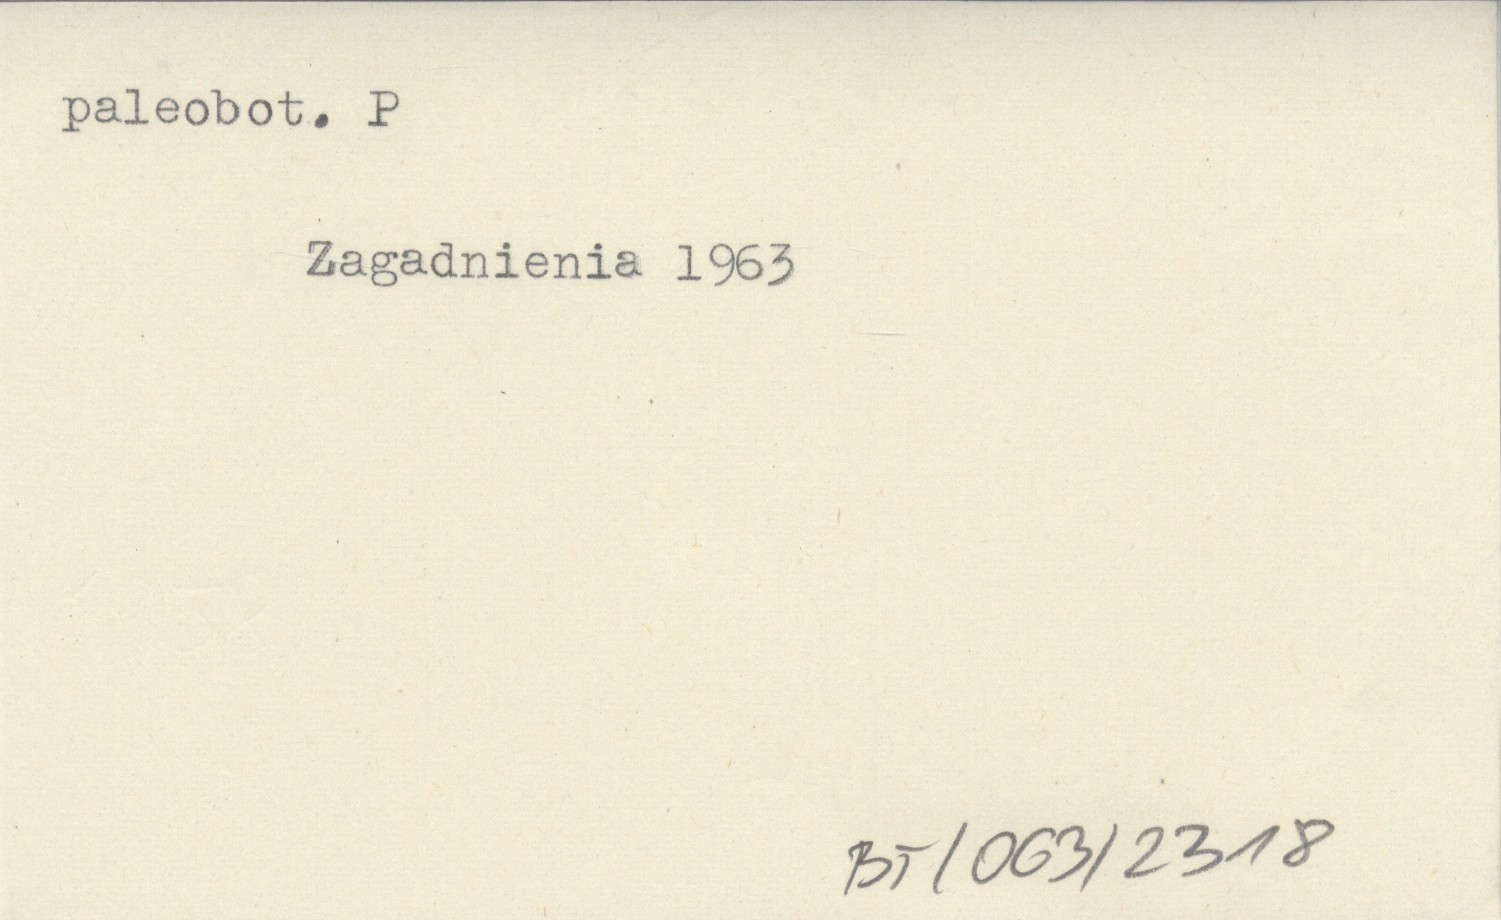 paleobot. P
Zagadnienia 1963
BT/063/2318